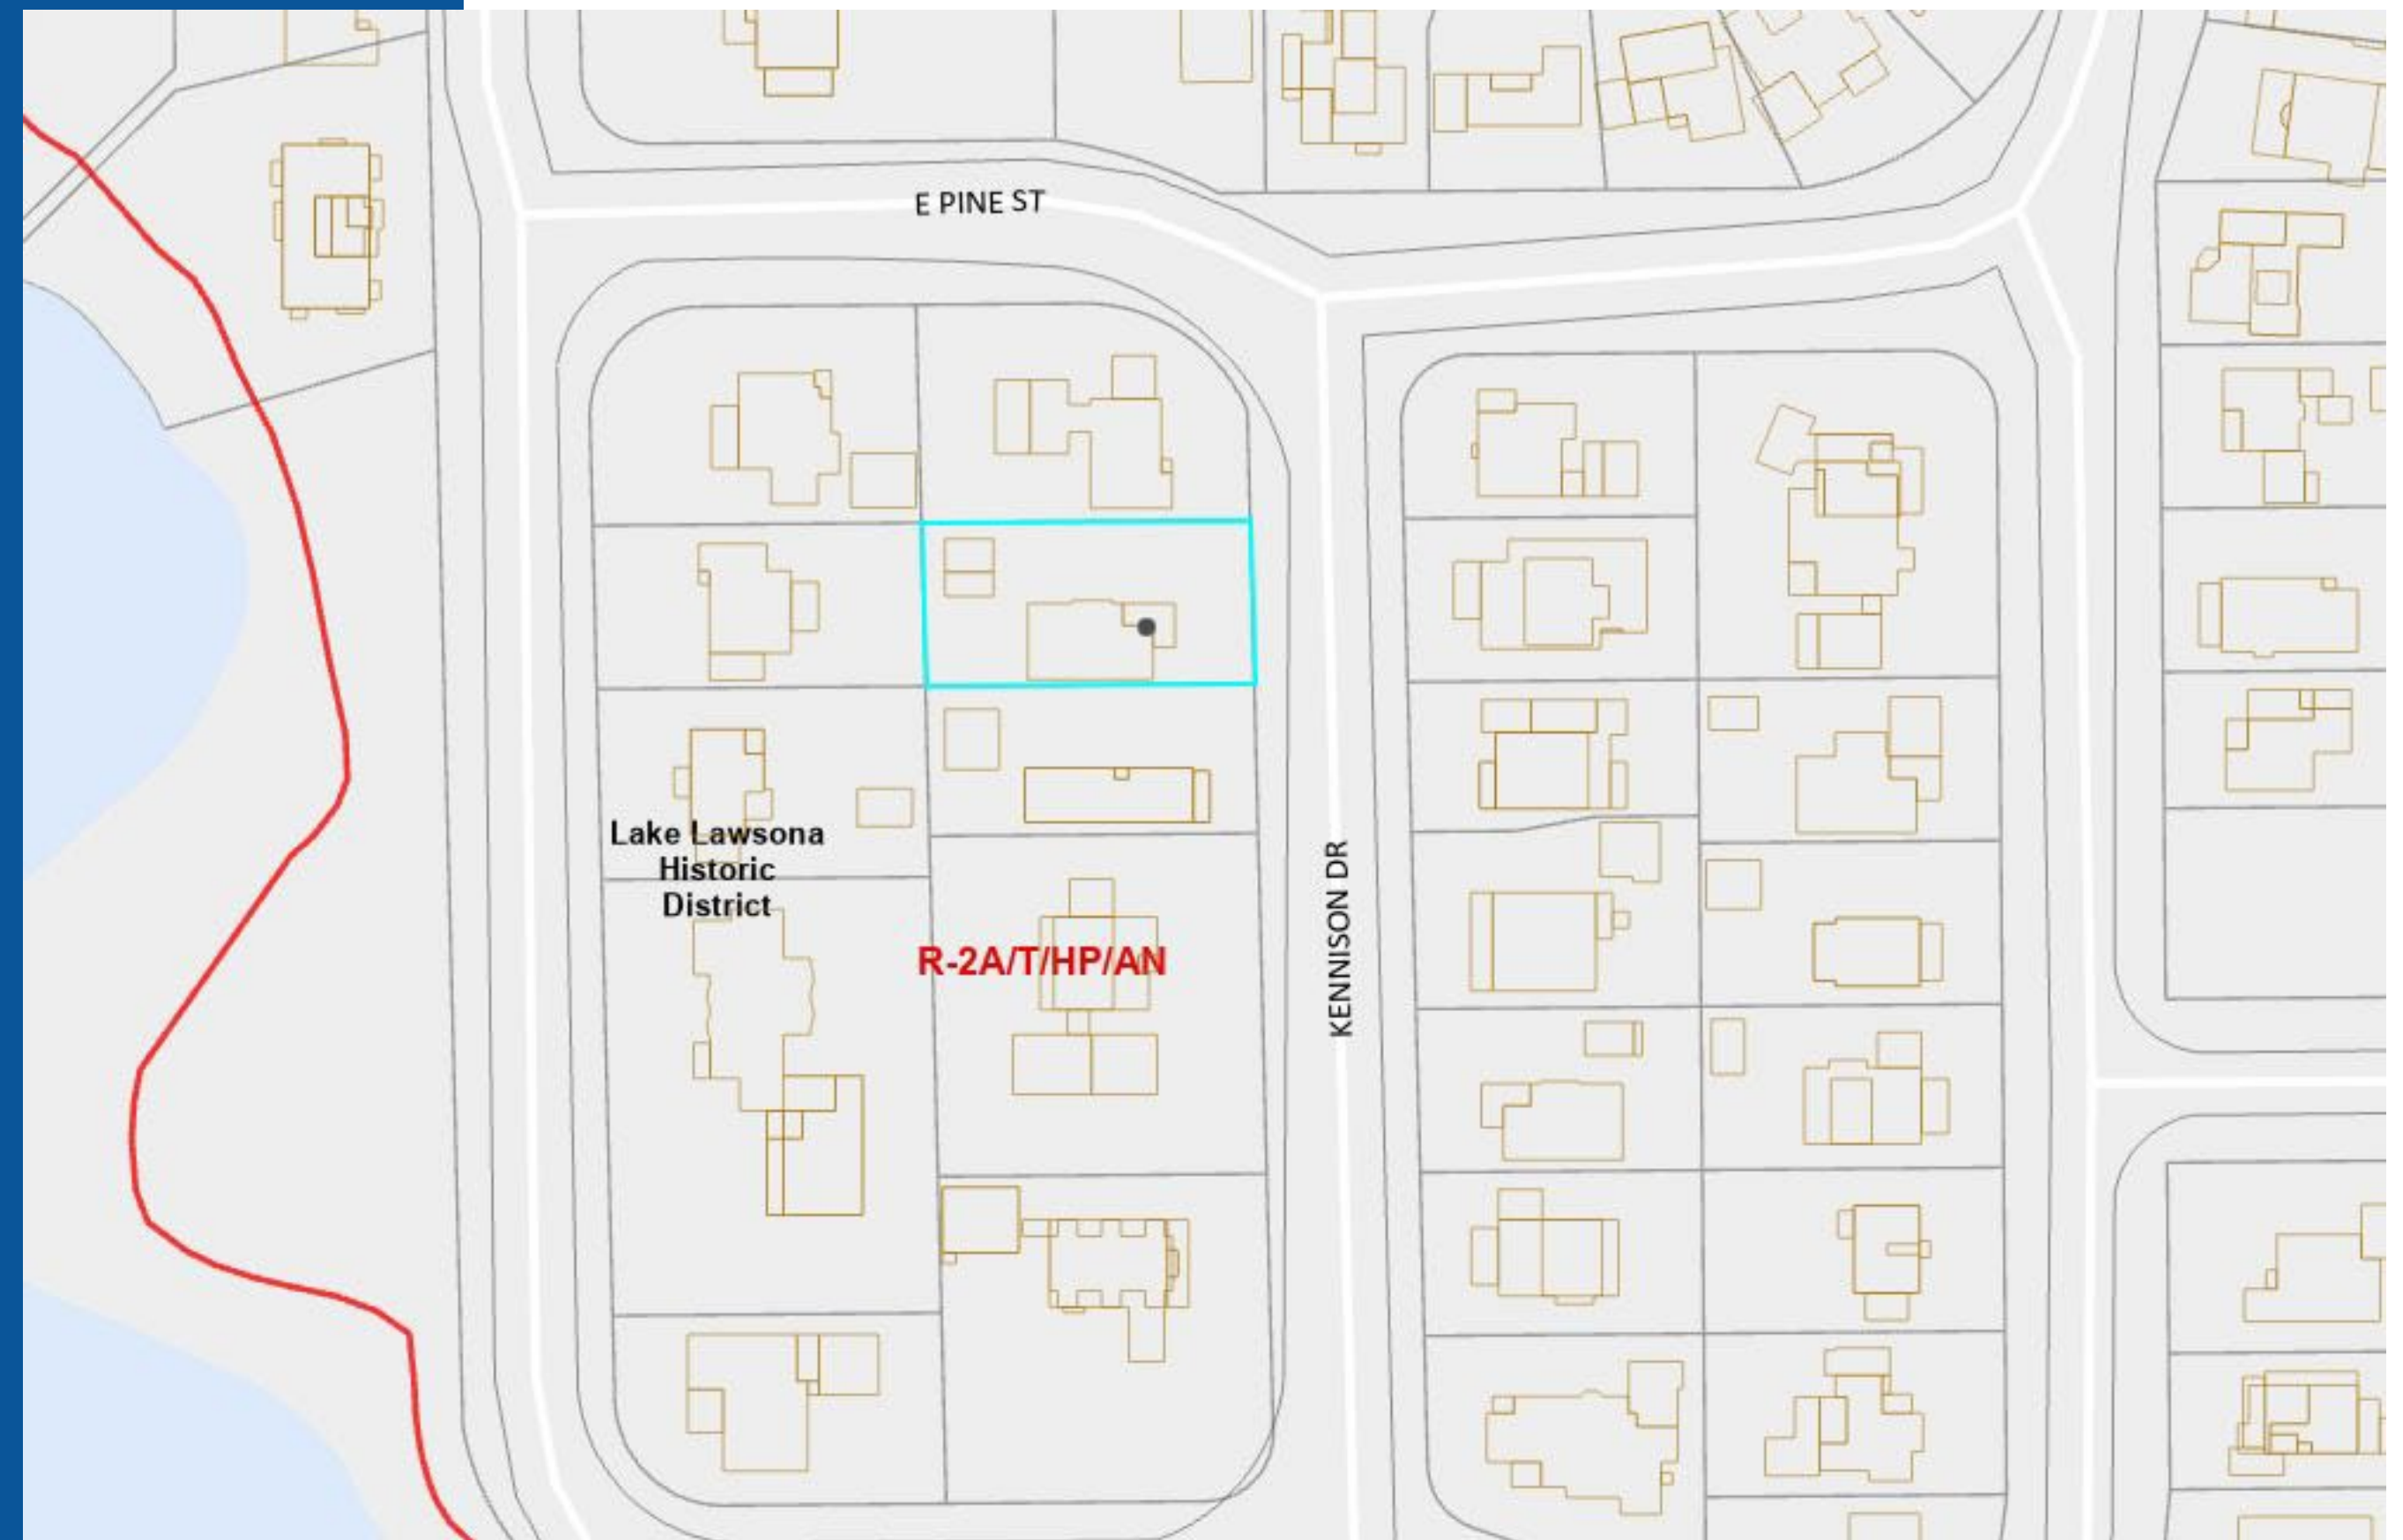 E PINE ST
Lake Lawsona
Historic
District
R-2A/T/HP/AN
KENNISON DR